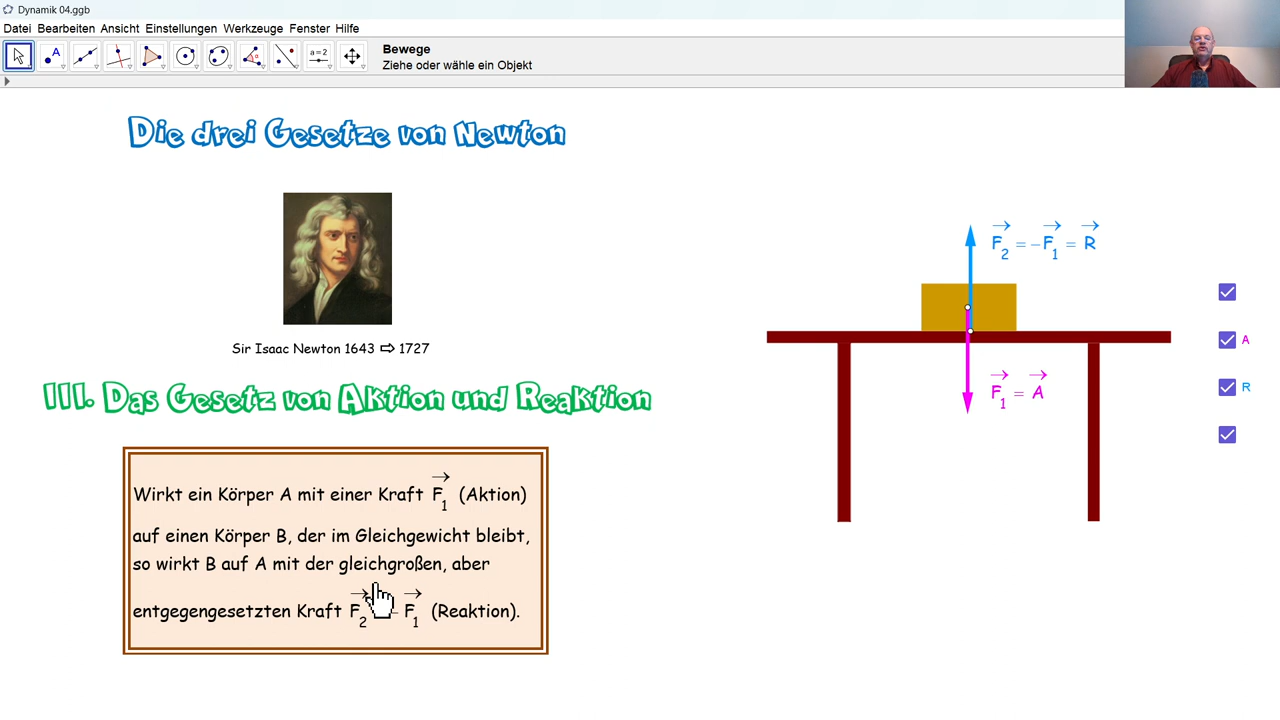 Dynamik 04.ggb
Datei Bearbeiten Ansicht Einstellungen Werkzeuge Fenster Hilfe
A
a=2
Bewege
Ziehe oder wähle ein Objekt
Die drei Gesetze von Newton
Sir Isaac Newton 1643 ⇨ 1727
III. Das Gesetz von Aktion und Reaktion
Wirkt ein Körper A mit einer Kraft F₁ (Aktion)
auf einen Körper B, der im Gleichgewicht bleibt,
so wirkt B auf A mit der gleichgroßen, aber
entgegengesetzten Kraft F₂ - F₁ (Reaktion).
F₂ = -F₁ = R
F₁ = A
A
R